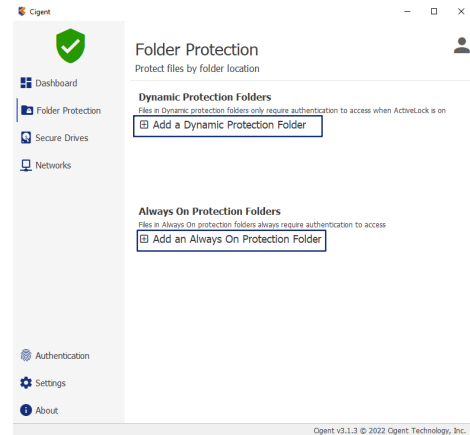 Cigent
Folder Protection
Protect files by folder location
Dashboard
Folder Protection
Secure Drives
Networks
Dynamic Protection Folders
Files in Dynamic protection folders only require authentication to access when ActiveLock is on
Add a Dynamic Protection Folder
Always On Protection Folders
Files in Always On protection folders always require authentication to access
Add an Always On Protection Folder
Authentication
Settings
About
Cigent v3.1.3 © 2022 Cigent Technology, Inc.